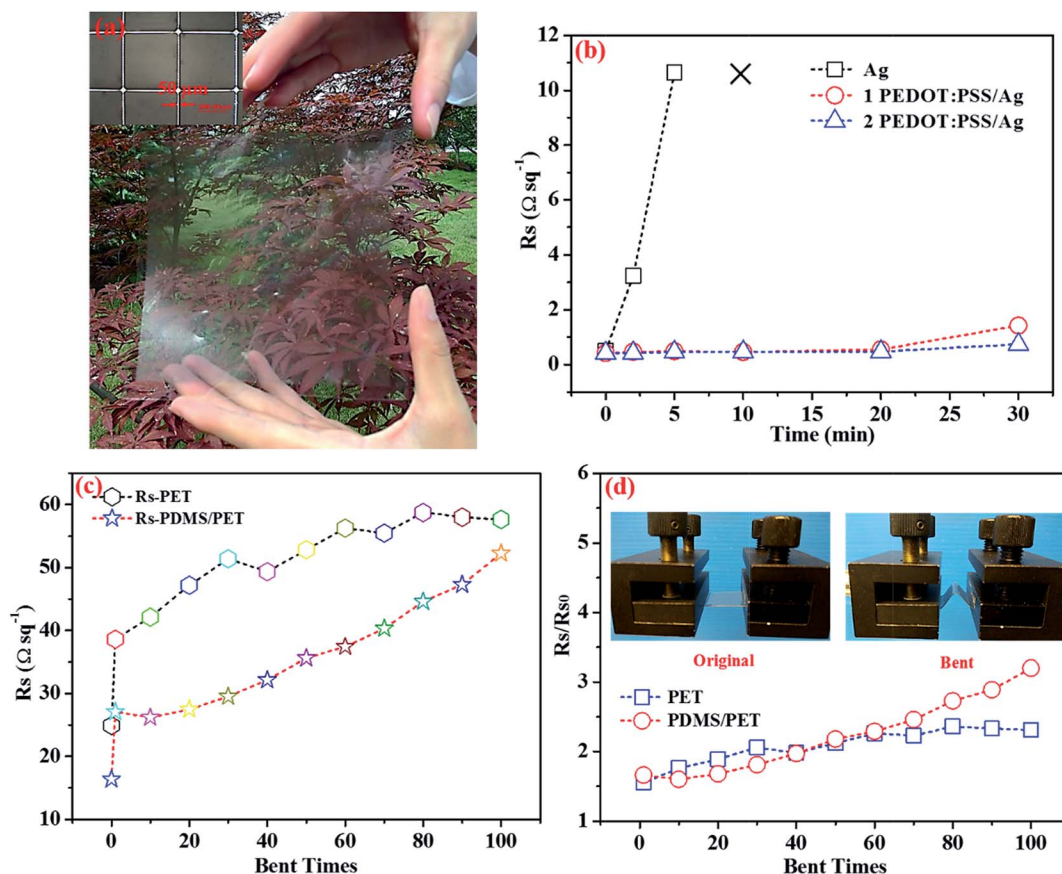 (a)
50 μm
(b)
12
10
8
6
4
2
0
Rs (Ω sq⁻¹)
Ag
1 PEDOT:PSS/Ag
2 PEDOT:PSS/Ag
0 5 10 15 20 25 30
Time (min)
(c)
60
50
40
30
20
10
Rs (Ω sq⁻¹)
Rs-PET
Rs-PDMS/PET
0 20 40 60 80 100
Bent Times
(d)
6
5
4
3
2
1
Rs/Rs₀
Original
Bent
PET
PDMS/PET
0 20 40 60 80 100
Bent Times